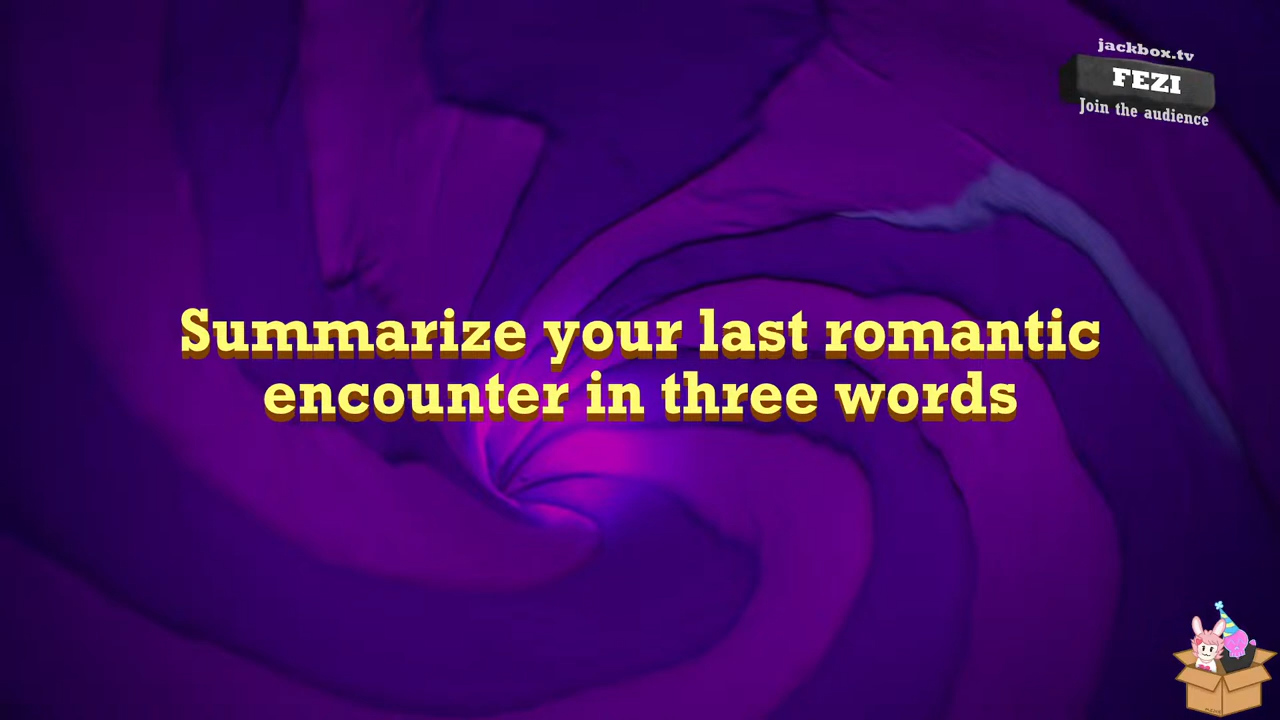 jackbox.tv
FEZI
Join the audience
Summarize your last romantic
encounter in three words